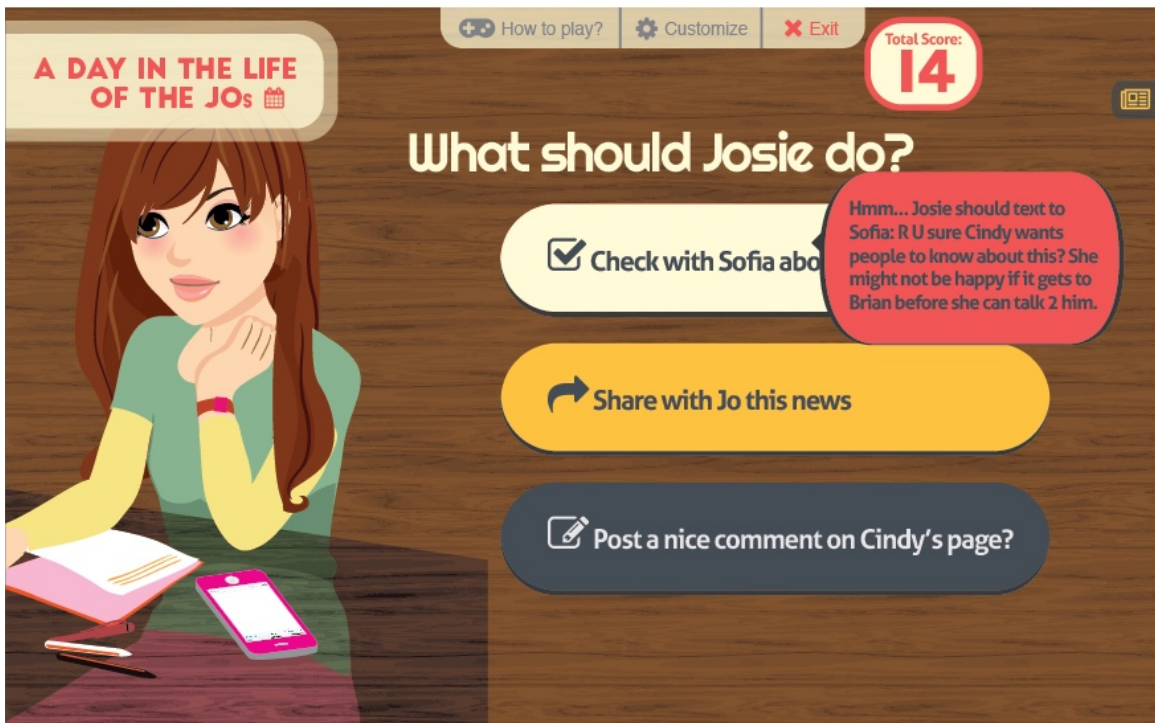 How to play?
Customize
Exit
Total Score:
14
A DAY IN THE LIFE
OF THE JOs
What should Josie do?
Check with Sofia abo
Hmm... Josie should text to
Sofia: R U sure Cindy wants
people to know about this? She
might not be happy if it gets to
Brian before she can talk 2 him.
Share with Jo this news
Post a nice comment on Cindy's page?